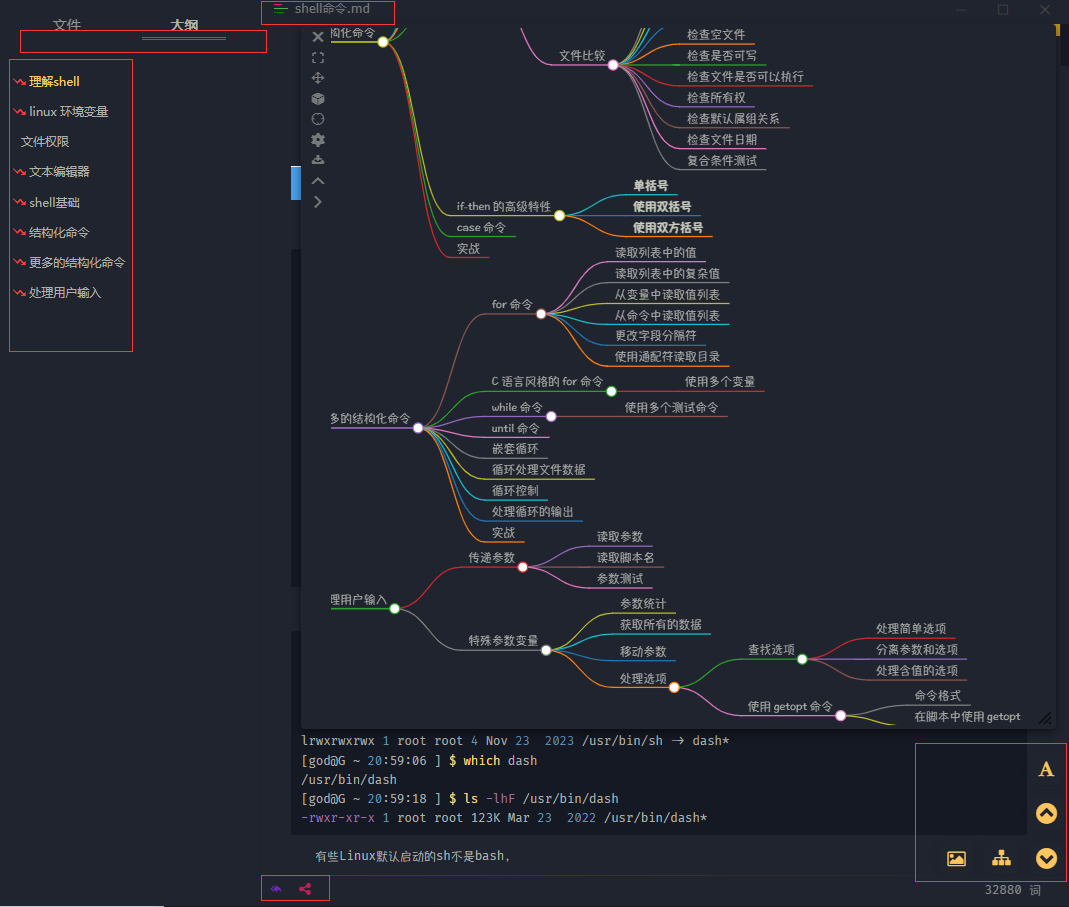 文件
大纲
shell命令.md
理解shell
linux 环境变量
文件权限
文本编辑器
shell基础
结构化命令
更多的结构化命令
处理用户输入
构化命令
文件比较
检查空文件
检查是否可写
检查文件是否可以执行
检查所有权
检查默认属组关系
检查文件日期
复合条件测试
if-then 的高级特性
单括号
使用双括号
使用双方括号
case 命令
实战
for 命令
读取列表中的值
读取列表中的复杂值
从变量中读取值列表
从命令中读取值列表
更改字段分隔符
使用通配符读取目录
C 语言风格的 for 命令
使用多个变量
多的结构化命令
while 命令
使用多个测试命令
until 命令
嵌套循环
循环处理文件数据
循环控制
处理循环的输出
实战
传递参数
读取参数
读取脚本名
参数测试
理用户输入
特殊参数变量
参数统计
获取所有的数据
移动参数
处理选项
查找选项
处理简单选项
分离参数和选项
处理含值的选项
使用 getopt 命令
命令格式
在脚本中使用 getopt
lrwxrwxrwx 1 root root 4 Nov 23  2023 /usr/bin/sh -> dash*
[god@G ~ 20:59:06 ] $ which dash
/usr/bin/dash
[god@G ~ 20:59:18 ] $ ls -lhF /usr/bin/dash
-rwxr-xr-x 1 root root 123K Mar 23  2022 /usr/bin/dash*
有些Linux默认启动的sh不是bash,
A
32880 词